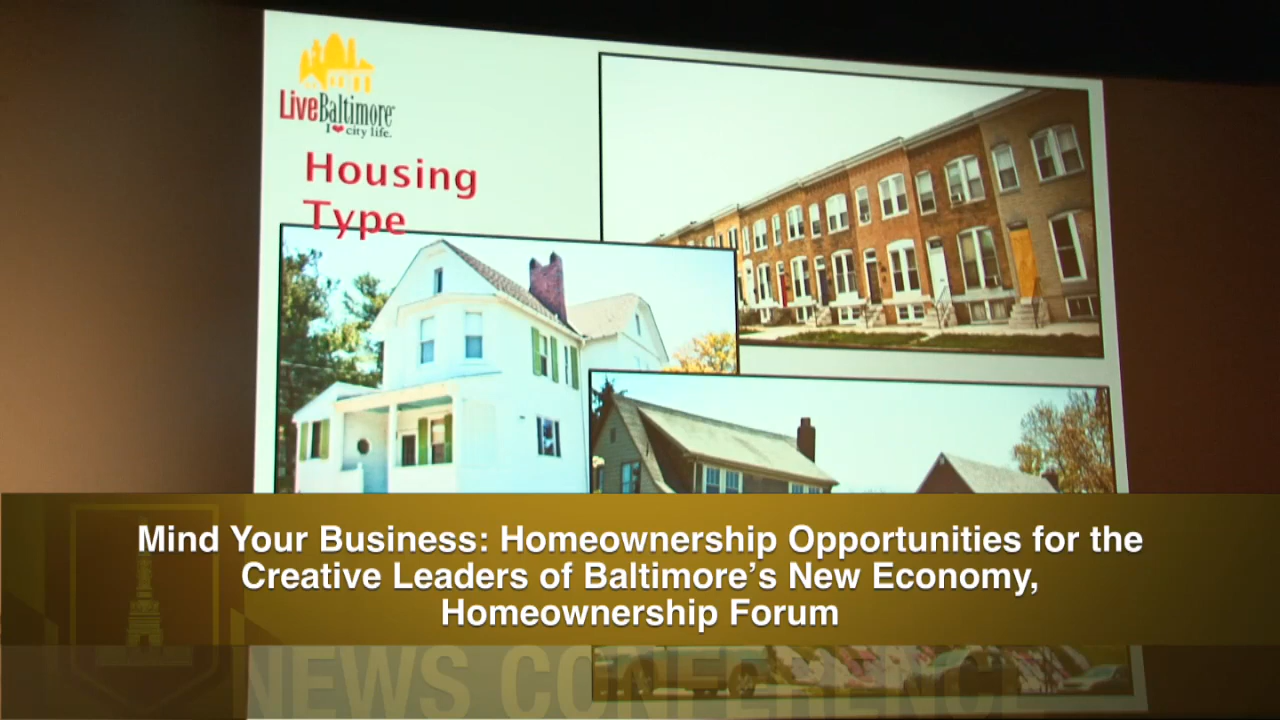 LiveBaltimore
I ❤ city life.
Housing
Type
Mind Your Business: Homeownership Opportunities for the
Creative Leaders of Baltimore’s New Economy,
Homeownership Forum
NEWS CONFERENCE